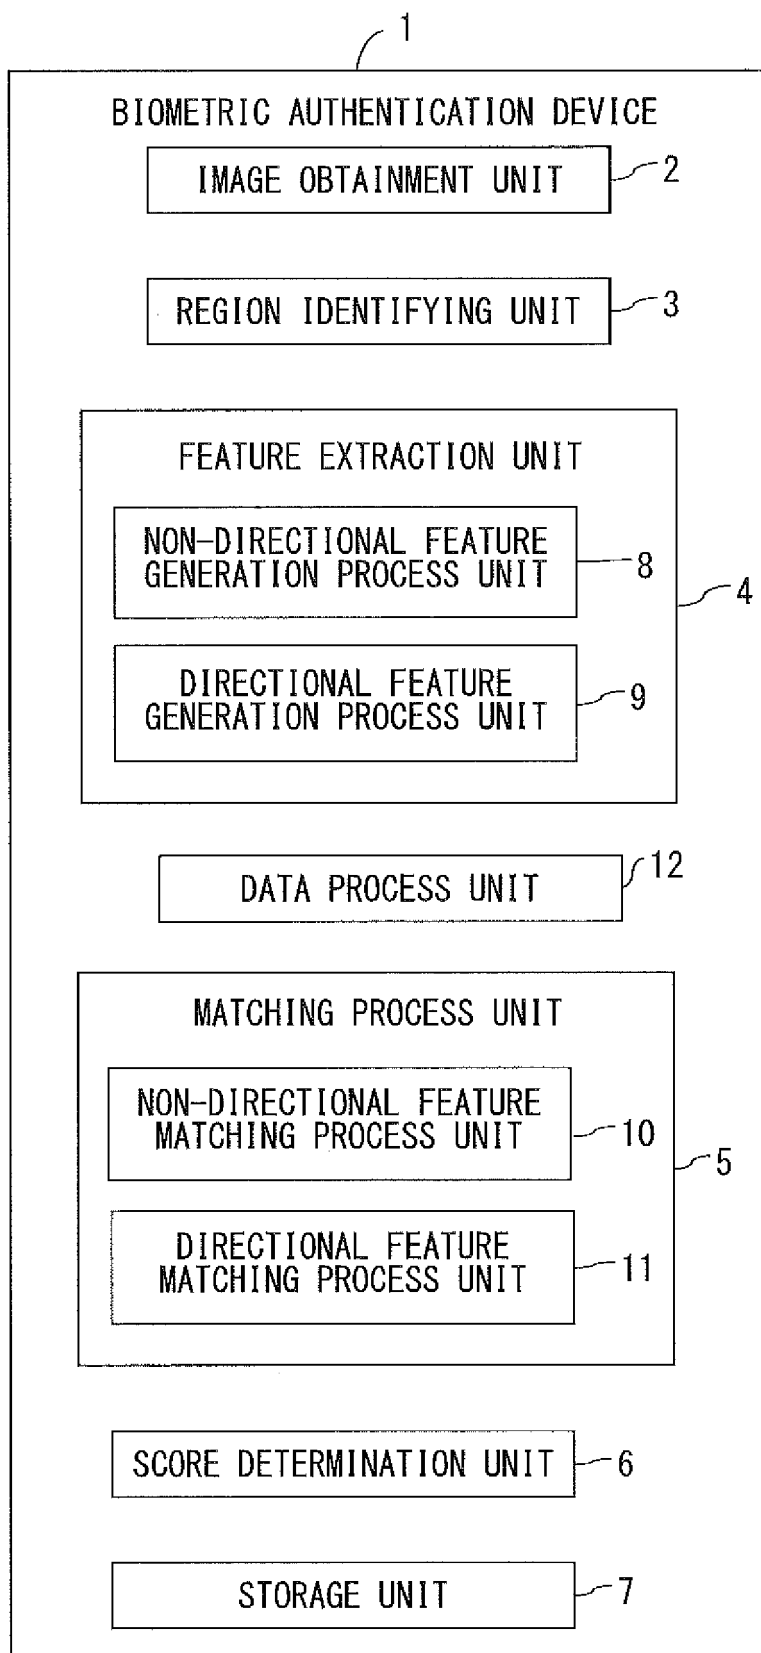 1
BIOMETRIC AUTHENTICATION DEVICE
IMAGE OBTAINMENT UNIT
2
REGION IDENTIFYING UNIT
3
FEATURE EXTRACTION UNIT
NON-DIRECTIONAL FEATURE
GENERATION PROCESS UNIT
8
4
DIRECTIONAL FEATURE
GENERATION PROCESS UNIT
9
DATA PROCESS UNIT
12
MATCHING PROCESS UNIT
NON-DIRECTIONAL FEATURE
MATCHING PROCESS UNIT
10
5
DIRECTIONAL FEATURE
MATCHING PROCESS UNIT
11
SCORE DETERMINATION UNIT
6
STORAGE UNIT
7